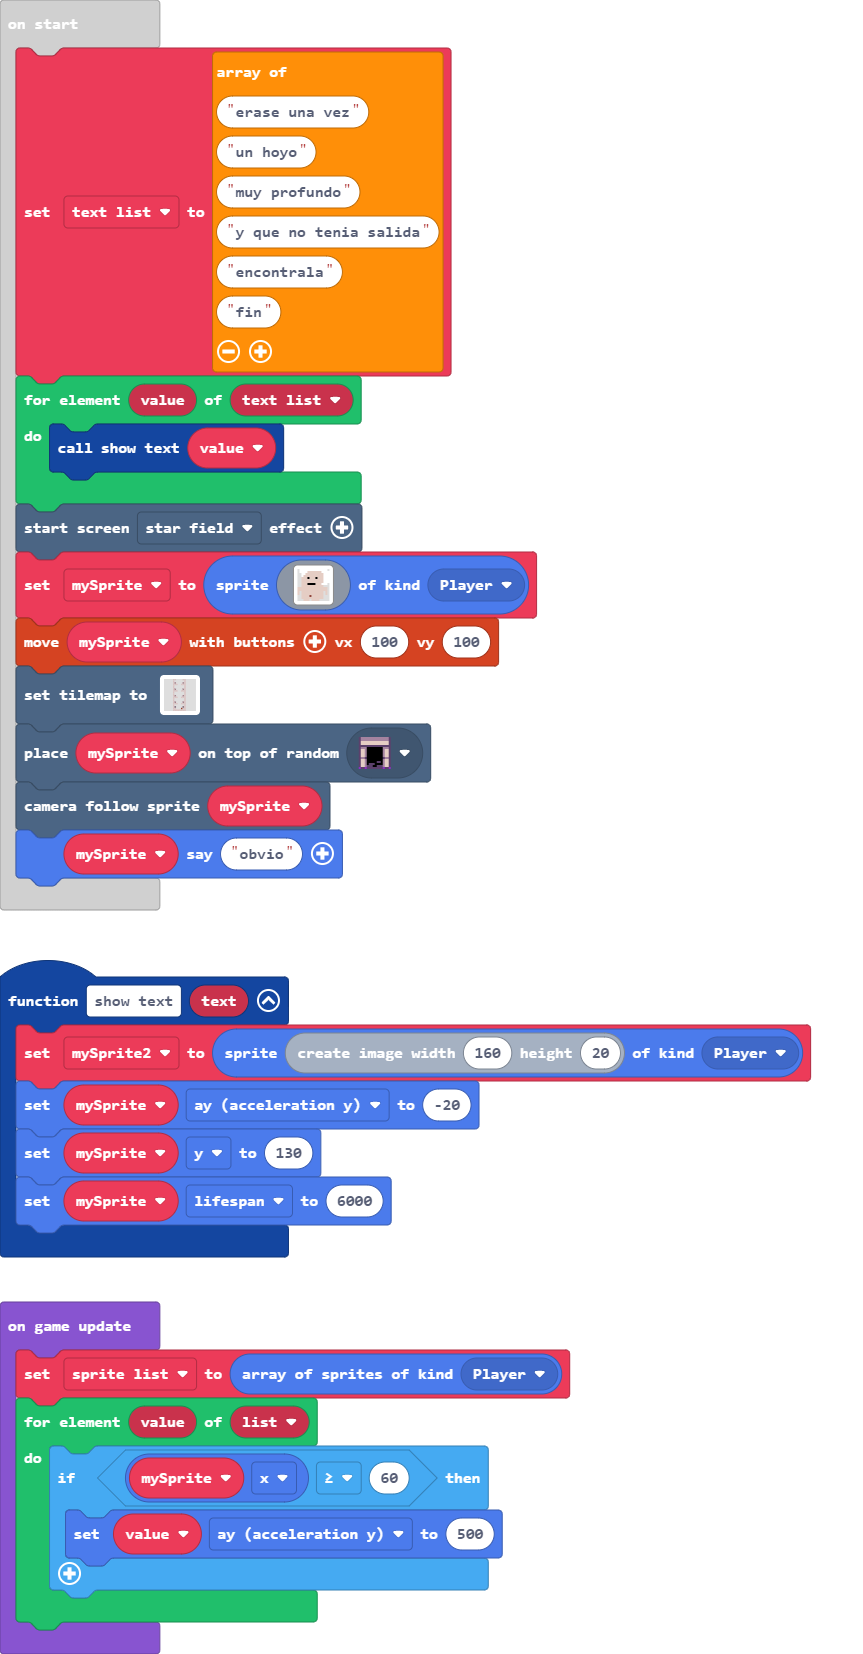 on start
set text list to array of
"erase una vez"
"un hoyo"
"muy profundo"
"y que no tenia salida"
"encontrala"
"fin"
for element value of text list
do
call show text value
start screen star field effect
set mySprite to sprite of kind Player
move mySprite with buttons vx 100 vy 100
set tilemap to
place mySprite on top of random
camera follow sprite mySprite
mySprite say "obvio"
function show text text
set mySprite2 to sprite create image width 160 height 20 of kind Player
set mySprite ay (acceleration y) to -20
set mySprite y to 130
set mySprite lifespan to 6000
on game update
set sprite list to array of sprites of kind Player
for element value of list
do
if mySprite x ≥ 60 then
set value ay (acceleration y) to 500